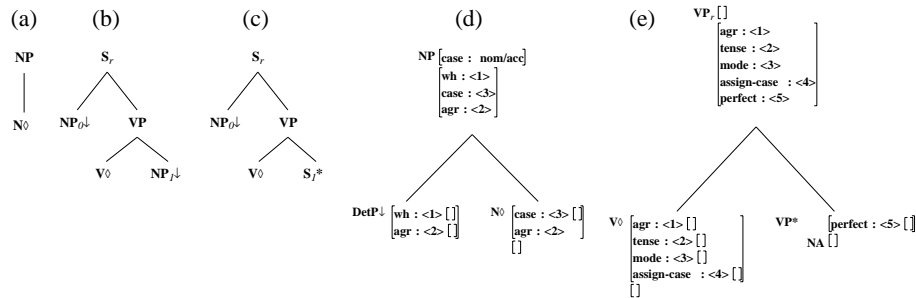 (a) (b) (c) (d) (e)
NP
N◊
S_r
NP_0↓ VP
V◊ NP_1↓
S_r
NP_0↓ VP
V◊ S_1*
NP [case : nom/acc]
[wh : <1>
case : <3>
agr : <2>]
DetP↓ [wh : <1> []
agr : <2> []]
N◊ [case : <3> []
agr : <2>
[]
VP_r []
[agr : <1>
tense : <2>
mode : <3>
assign-case : <4>
perfect : <5>]
V◊ [agr : <1> []
tense : <2> []
mode : <3> []
assign-case : <4> []]
[]
VP* [perfect : <5> []]
NA []